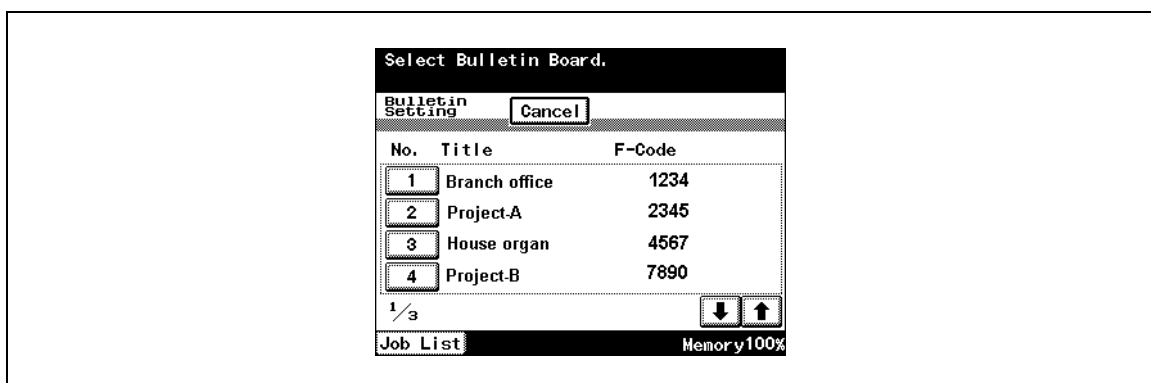 Select Bulletin Board.
Bulletin
Setting
Cancel
No. Title F-Code
1 Branch office 1234
2 Project-A 2345
3 House organ 4567
4 Project-B 7890
1/3
Job List Memory100%